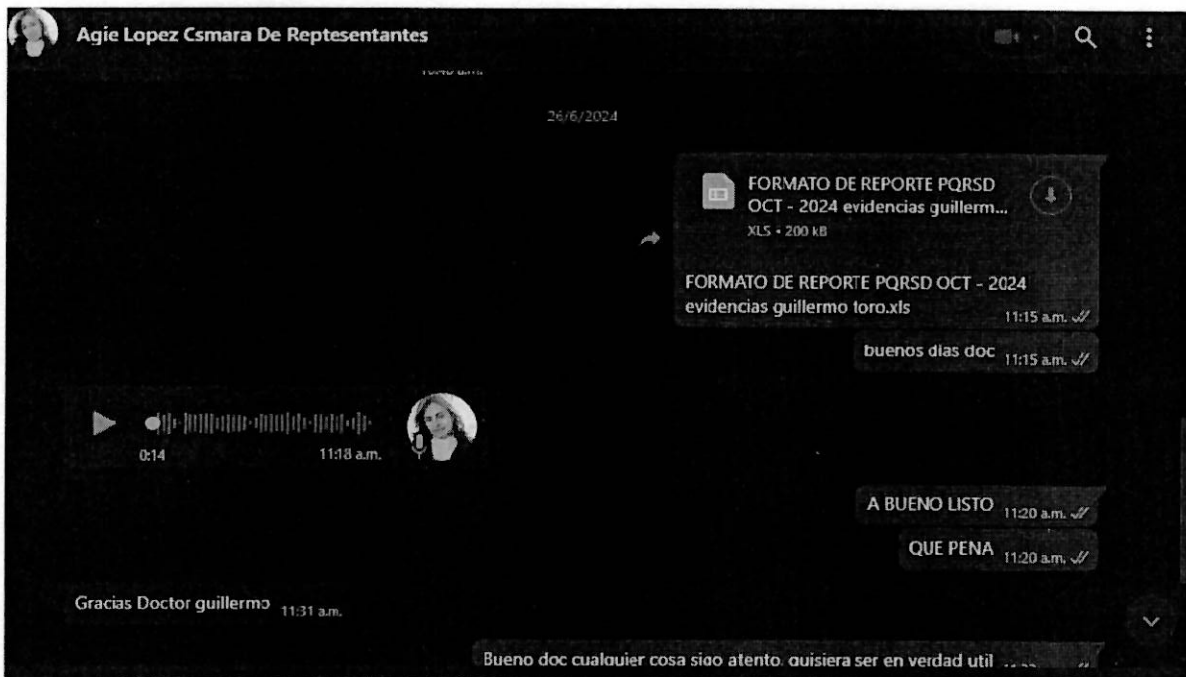 Agie Lopez Csmara De Reptesentantes
26/6/2024
FORMATO DE REPORTE PQRSD
OCT - 2024 evidencias guillerm...
XLS • 200 kB
FORMATO DE REPORTE PQRSD OCT - 2024
evidencias guillermo toro.xls
11:15 a.m.
buenos dias doc 11:15 a.m.
0:14 11:18 a.m.
A BUENO LISTO 11:20 a.m.
QUE PENA 11:20 a.m.
Gracias Doctor guillermo 11:31 a.m.
Bueno doc cualquier cosa sigo atento, quisiera ser en verdad util